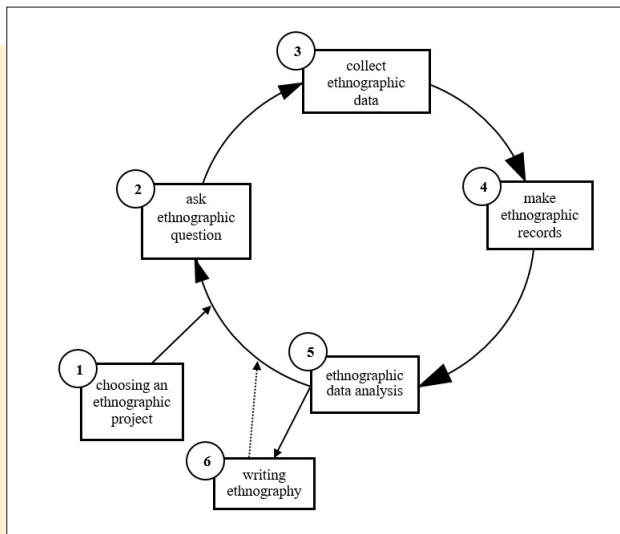 3
collect
ethnographic
data
2
ask
ethnographic
question
4
make
ethnographic
records
1
choosing an
ethnographic
project
5
ethnographic
data analysis
6
writing
ethnography